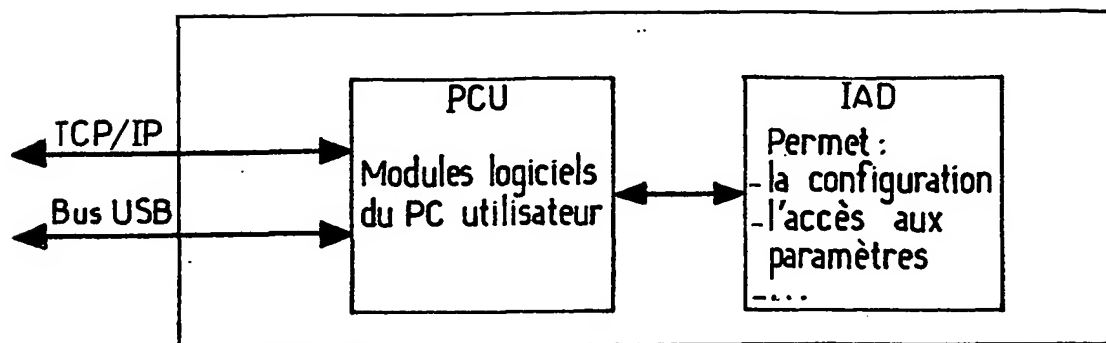 TCP/IP
Bus USB
PCU
Modules logiciels
du PC utilisateur
IAD
Permet :
- la configuration
- l'accès aux
paramètres
- ...